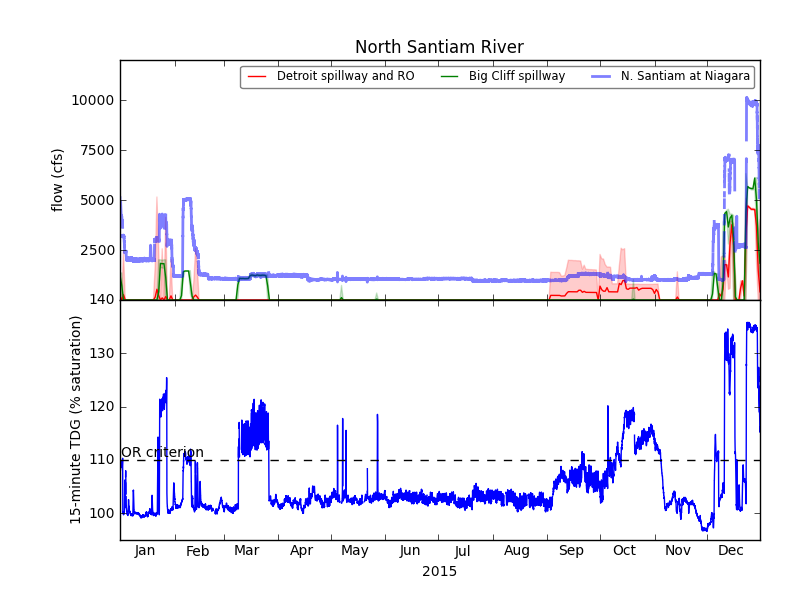 North Santiam River
Detroit spillway and RO Big Cliff spillway N. Santiam at Niagara
10000
7500
5000
2500
flow (cfs)
140
130
120
110
100
15-minute TDG (% saturation)
OR criterion
Jan Feb Mar Apr May Jun Jul Aug Sep Oct Nov Dec
2015